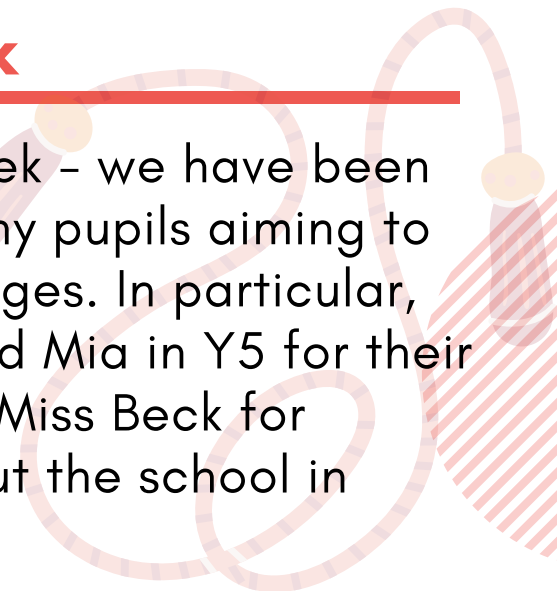 k
ek – we have been
ny pupils aiming to
ges. In particular,
d Mia in Y5 for their
Miss Beck for
ut the school in